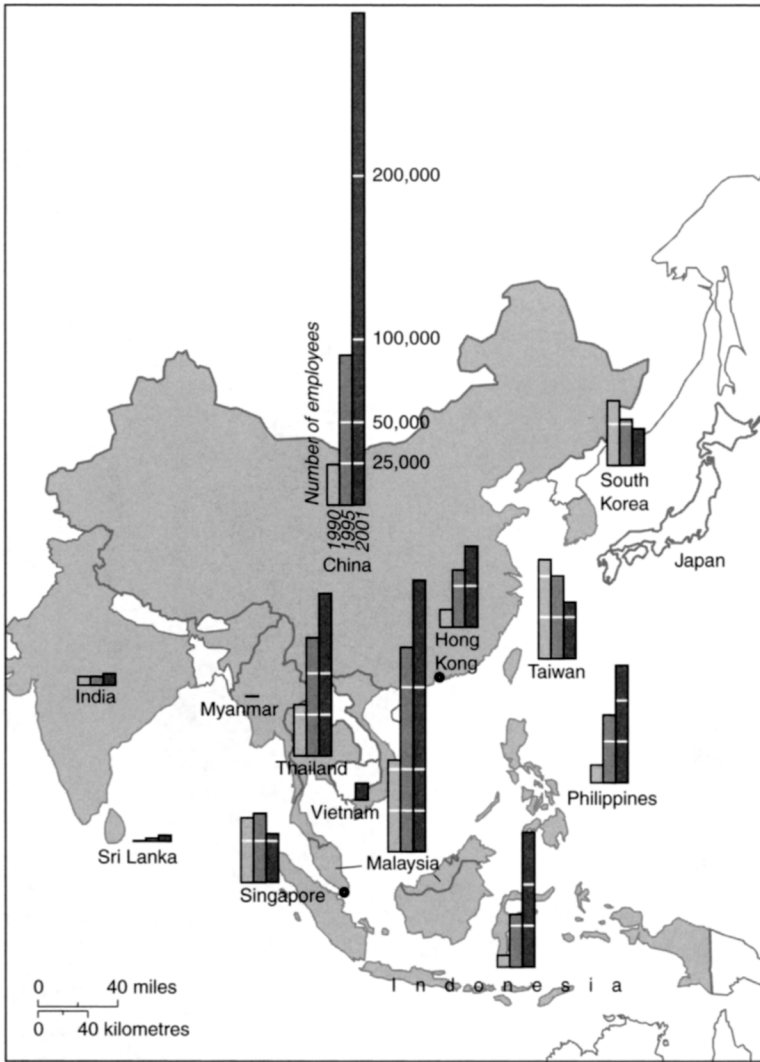 200,000
100,000
50,000
25,000
Number of employees
1990
1995
2001
China
South
Korea
Japan
Hong
Kong
Taiwan
India
Myanmar
Thailand
Vietnam
Philippines
Sri Lanka
Malaysia
Singapore
Indonesia
0 40 miles
0 40 kilometres